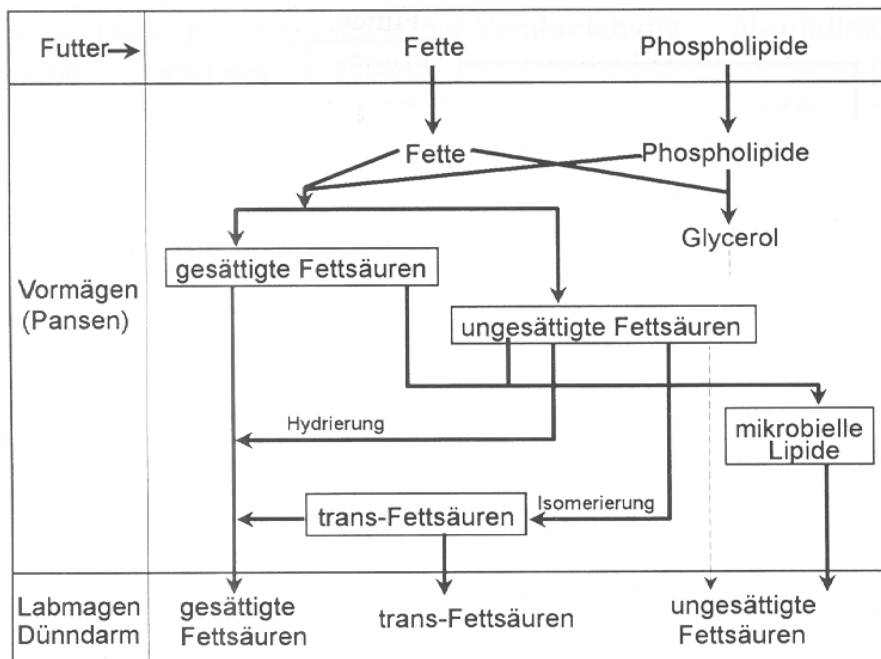 Futter
Fette
Phospholipide
Fette
Phospholipide
Glycerol
gesättigte Fettsäuren
Vormägen
(Pansen)
ungesättigte Fettsäuren
Hydrierung
mikrobielle
Lipide
Isomerierung
trans-Fettsäuren
Labmagen
Dünndarm
gesättigte
Fettsäuren
trans-Fettsäuren
ungesättigte
Fettsäuren